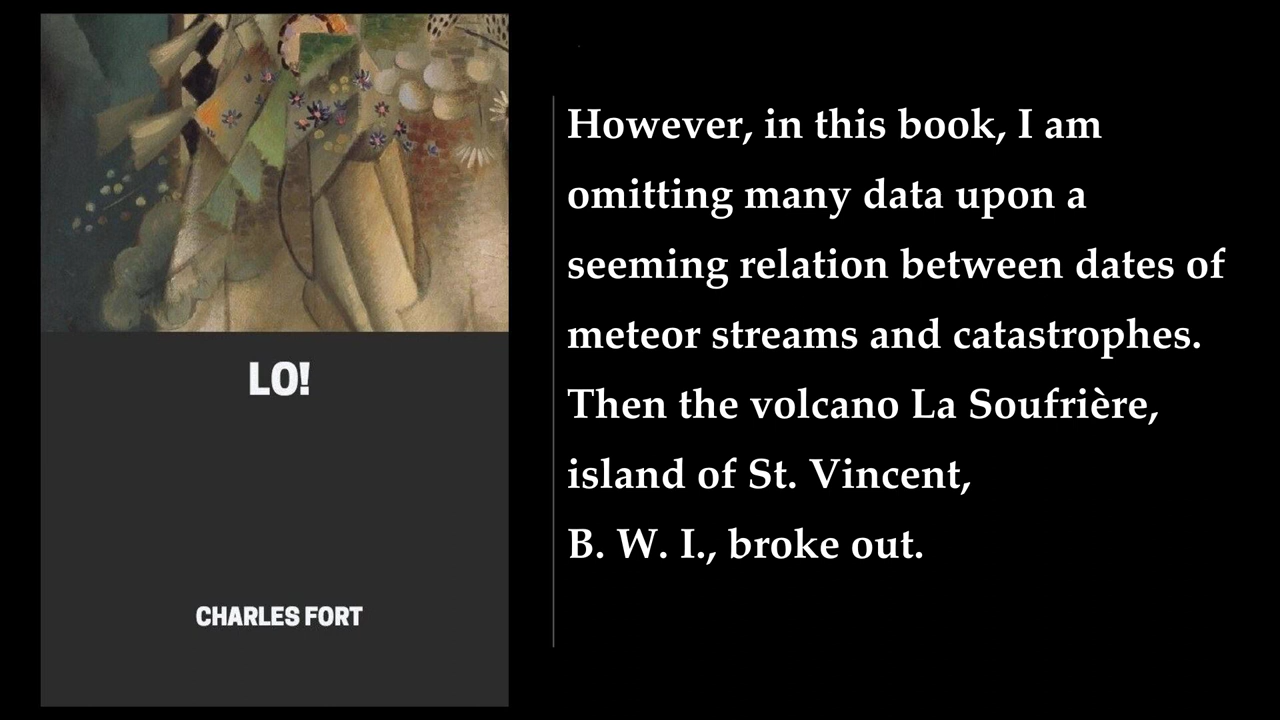 LO!
CHARLES FORT
However, in this book, I am
omitting many data upon a
seeming relation between dates of
meteor streams and catastrophes.
Then the volcano La Soufrière,
island of St. Vincent,
B. W. I., broke out.